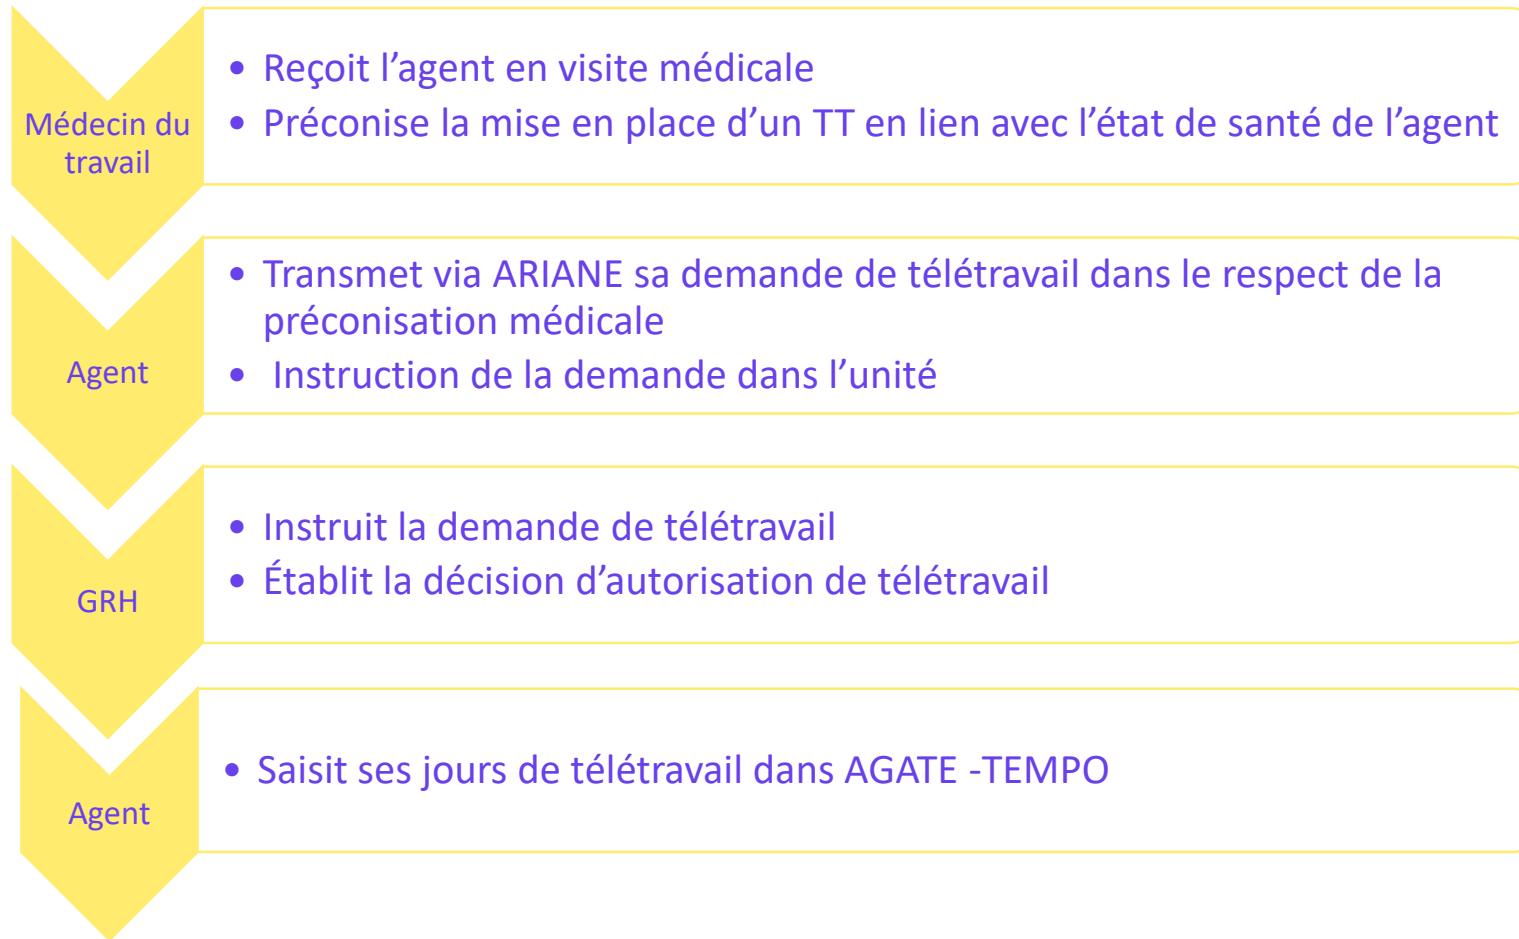 Médecin du
travail
• Reçoit l’agent en visite médicale
• Préconise la mise en place d’un TT en lien avec l’état de santé de l’agent
Agent
• Transmet via ARIANE sa demande de télétravail dans le respect de la
préconisation médicale
• Instruction de la demande dans l’unité
GRH
• Instruit la demande de télétravail
• Établit la décision d’autorisation de télétravail
Agent
• Saisit ses jours de télétravail dans AGATE -TEMPO